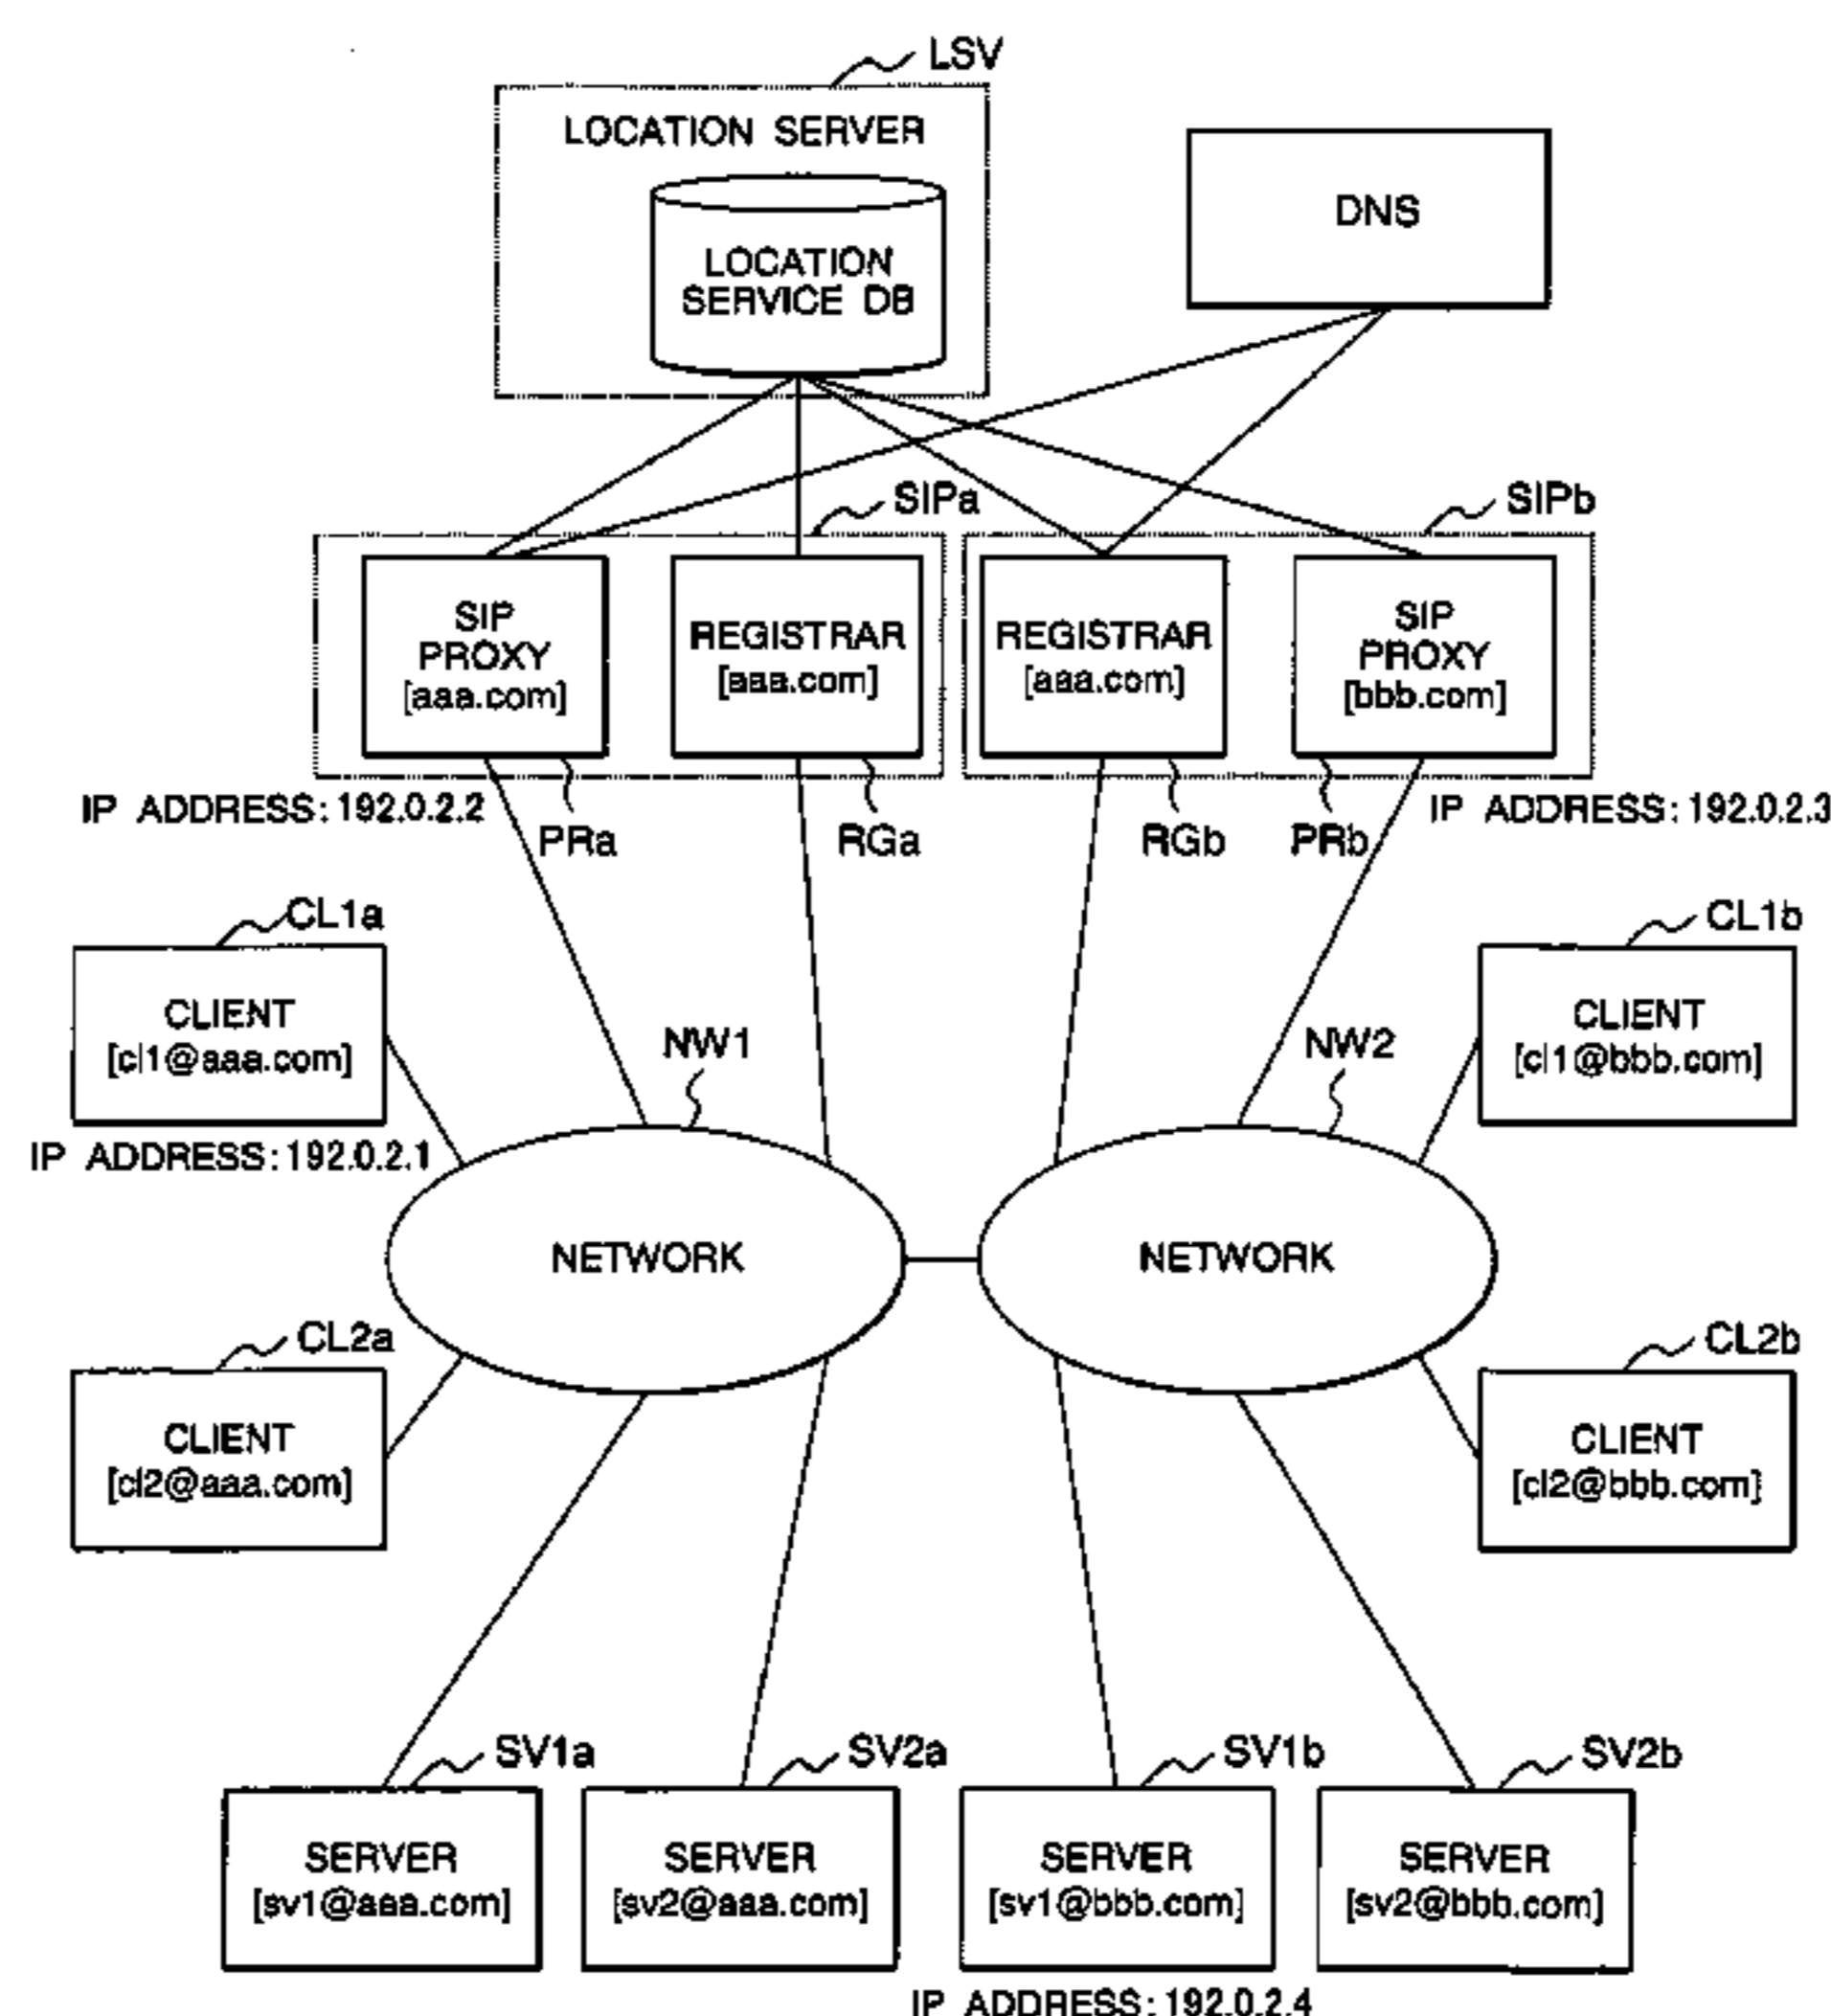 LSV
LOCATION SERVER
DNS
LOCATION
SERVICE DB
SIPa
SIPb
SIP
PROXY
[aaa.com]
REGISTRAR
[aaa.com]
REGISTRAR
[aaa.com]
SIP
PROXY
[bbb.com]
IP ADDRESS:192.0.2.2
PRa
RGa
RGb
PRb
IP ADDRESS:192.0.2.3
CL1a
CL1b
CLIENT
[cl1@aaa.com]
NW1
NW2
CLIENT
[cl1@bbb.com]
IP ADDRESS:192.0.2.1
NETWORK
NETWORK
CL2a
CL2b
CLIENT
[cl2@aaa.com]
CLIENT
[cl2@bbb.com]
SV1a
SV2a
SV1b
SV2b
SERVER
[sv1@aaa.com]
SERVER
[sv2@aaa.com]
SERVER
[sv1@bbb.com]
SERVER
[sv2@bbb.com]
IP ADDRESS:192.0.2.4